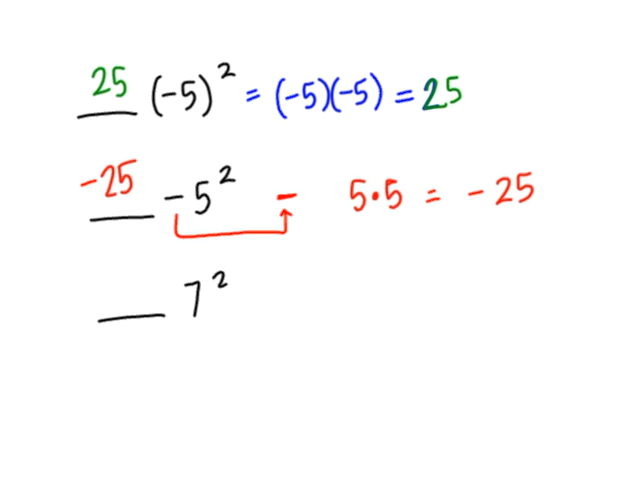 25 (-5)² = (-5)(-5) = 25
-25 -5² - 5·5 = -25
7²